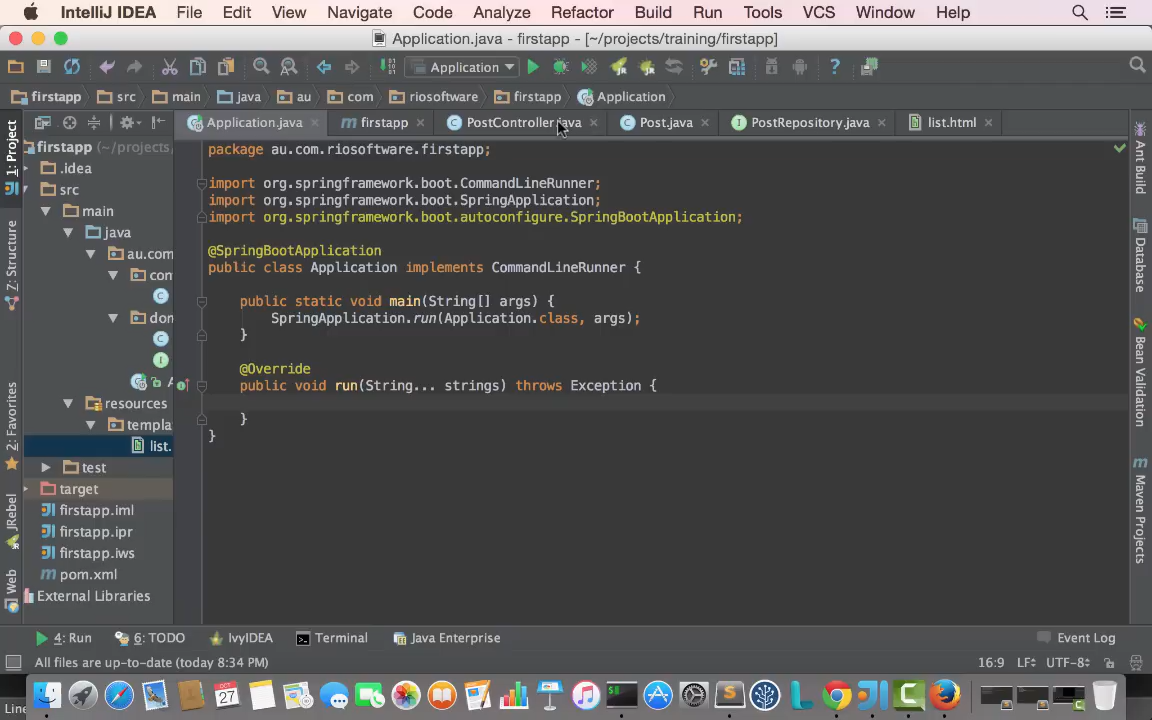 IntelliJ IDEA File Edit View Navigate Code Analyze Refactor Build Run Tools VCS Window Help
Application.java - firstapp - [~/projects/training/firstapp]
Application
firstapp src main java au com riosoftware firstapp Application
1: Project
Z: Structure
2: Favorites
JRebel
Web
firstapp (~/projects/
.idea
src
main
java
au.com
con
don
A
resources
templa
list.
test
target
firstapp.iml
firstapp.ipr
firstapp.iws
pom.xml
External Libraries
Application.java firstapp PostController.java Post.java PostRepository.java list.html
package au.com.riosoftware.firstapp;
import org.springframework.boot.CommandLineRunner;
import org.springframework.boot.SpringApplication;
import org.springframework.boot.autoconfigure.SpringBootApplication;
@SpringBootApplication
public class Application implements CommandLineRunner {
public static void main(String[] args) {
SpringApplication.run(Application.class, args);
}
@Override
public void run(String... strings) throws Exception {
}
}
Ant Build
Database
Bean Validation
Maven Projects
4: Run 6: TODO IvyIDEA Terminal Java Enterprise Event Log
All files are up-to-date (today 8:34 PM) 16:9 LF UTF-8
OCT
27
Line